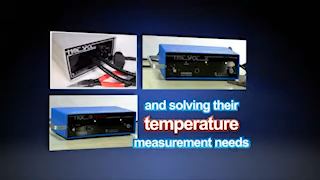 and solving their
temperature
measurement needs